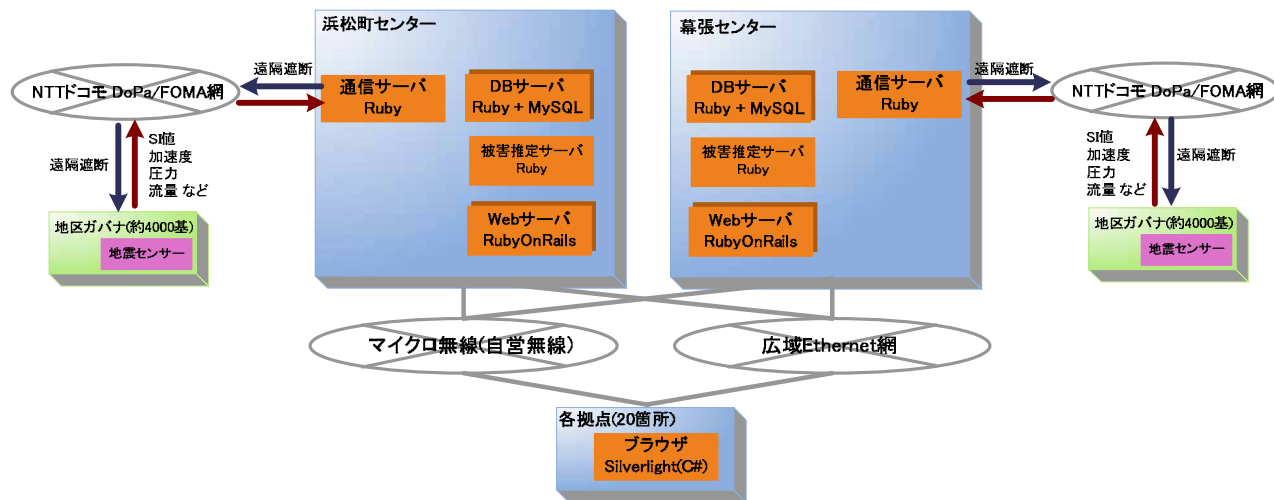 浜松町センター
通信サーバ
Ruby
DBサーバ
Ruby + MySQL
被害推定サーバ
Ruby
Webサーバ
RubyOnRails
遠隔遮断
NTTドコモ DoPa/FOMA網
遠隔遮断
SI値
加速度
圧力
流量 など
地区ガバナ(約4000基)
地震センサー
幕張センター
DBサーバ
Ruby + MySQL
通信サーバ
Ruby
被害推定サーバ
Ruby
Webサーバ
RubyOnRails
遠隔遮断
NTTドコモ DoPa/FOMA網
SI値
加速度
圧力
流量 など
遠隔遮断
地区ガバナ(約4000基)
地震センサー
マイクロ無線(自営無線)
広域Ethernet網
各拠点(20箇所)
ブラウザ
Silverlight(C#)